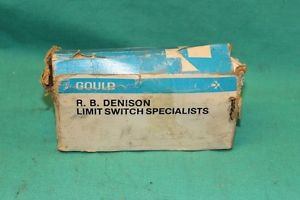 GOULD
R. B. DENISON
LIMIT SWITCH SPECIALISTS